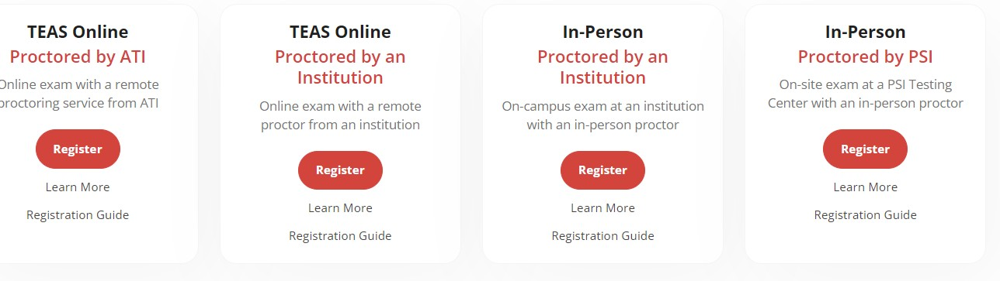 TEAS Online
Proctored by ATI
Online exam with a remote
proctoring service from ATI
Register
Learn More
Registration Guide
TEAS Online
Proctored by an
Institution
Online exam with a remote
proctor from an institution
Register
Learn More
Registration Guide
In-Person
Proctored by an
Institution
On-campus exam at an institution
with an in-person proctor
Register
Learn More
Registration Guide
In-Person
Proctored by PSI
On-site exam at a PSI Testing
Center with an in-person proctor
Register
Learn More
Registration Guide